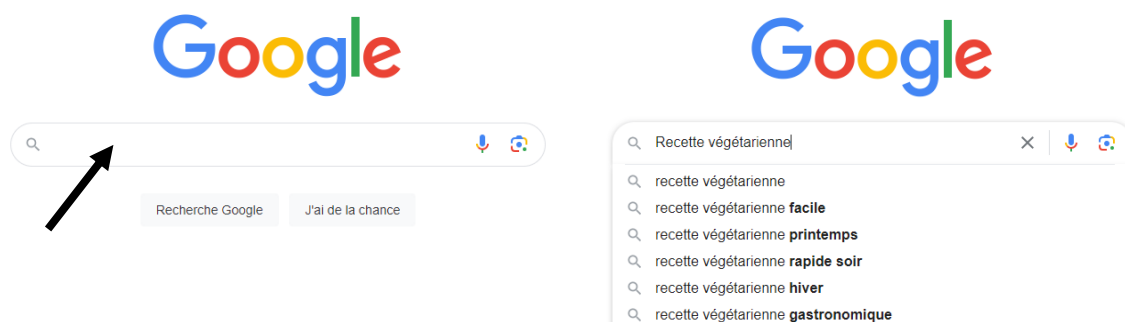 Google
Recherche Google
J'ai de la chance
Google
Recette végétarienne
recette végétarienne
recette végétarienne facile
recette végétarienne printemps
recette végétarienne rapide soir
recette végétarienne hiver
recette végétarienne gastronomique